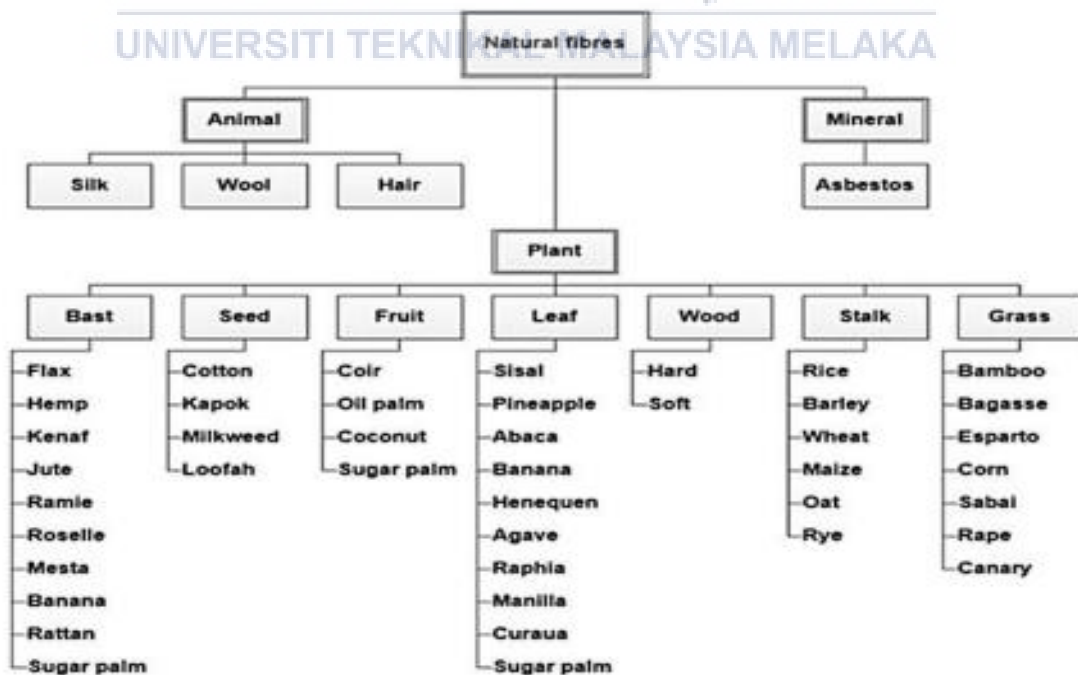 UNIVERSITI TEKNIKAL MALAYSIA MELAKA
Natural fibres
Animal
Mineral
Silk
Wool
Hair
Asbestos
Plant
Bast
Seed
Fruit
Leaf
Wood
Stalk
Grass
Flax
Hemp
Kenaf
Jute
Ramie
Roselle
Mesta
Banana
Rattan
Sugar palm
Cotton
Kapok
Milkweed
Loofah
Coir
Oil palm
Coconut
Sugar palm
Sisal
Pineapple
Abaca
Banana
Henequen
Agave
Raphia
Manilla
Curaua
Sugar palm
Hard
Soft
Rice
Barley
Wheat
Maize
Oat
Rye
Bamboo
Bagasse
Esparto
Corn
Sabai
Rape
Canary